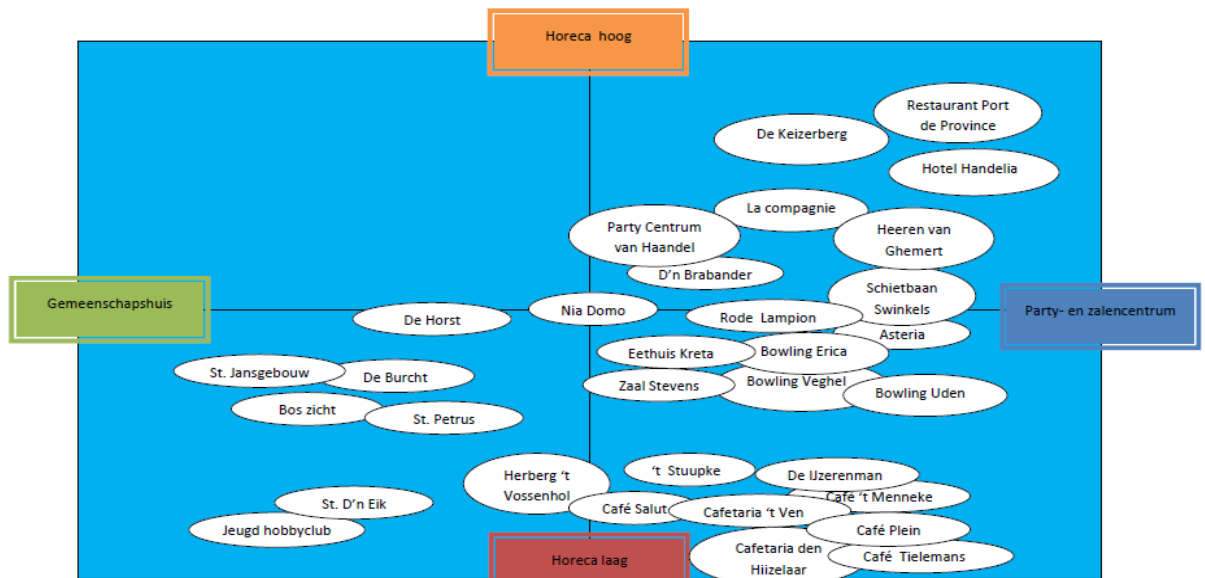 Horeca hoog
Restaurant Port
de Province
De Keizerberg
Hotel Handelia
La compagnie
Party Centrum
van Haandel
Heeren van
Ghemert
D'n Brabander
Schietbaan
Swinkels
Gemeenschapshuis
Nia Domo
Party- en zalencentrum
De Horst
Rode Lampion
Asteria
Eethuis Kreta
Bowling Erica
St. Jansgebouw
De Burcht
Zaal Stevens
Bowling Veghel
Bowling Uden
Bos zicht
St. Petrus
Herberg 't
Vossenhol
't Stuupke
De IJzerenman
Café 't Menneke
St. D'n Eik
Café Salut
Cafetaria 't Ven
Jeugd hobbyclub
Café Plein
Horeca laag
Cafetaria den
Hiizelaar
Café Tielemans